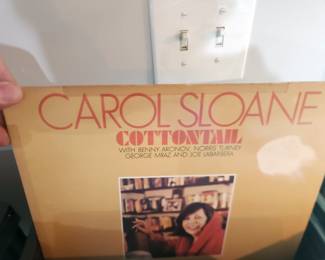 CAROL SLOANE
COTTONTAIL
WITH BENNY ARONOV, NORRIS TURNEY
GEORGE MRAZ AND JOE LABARBERA